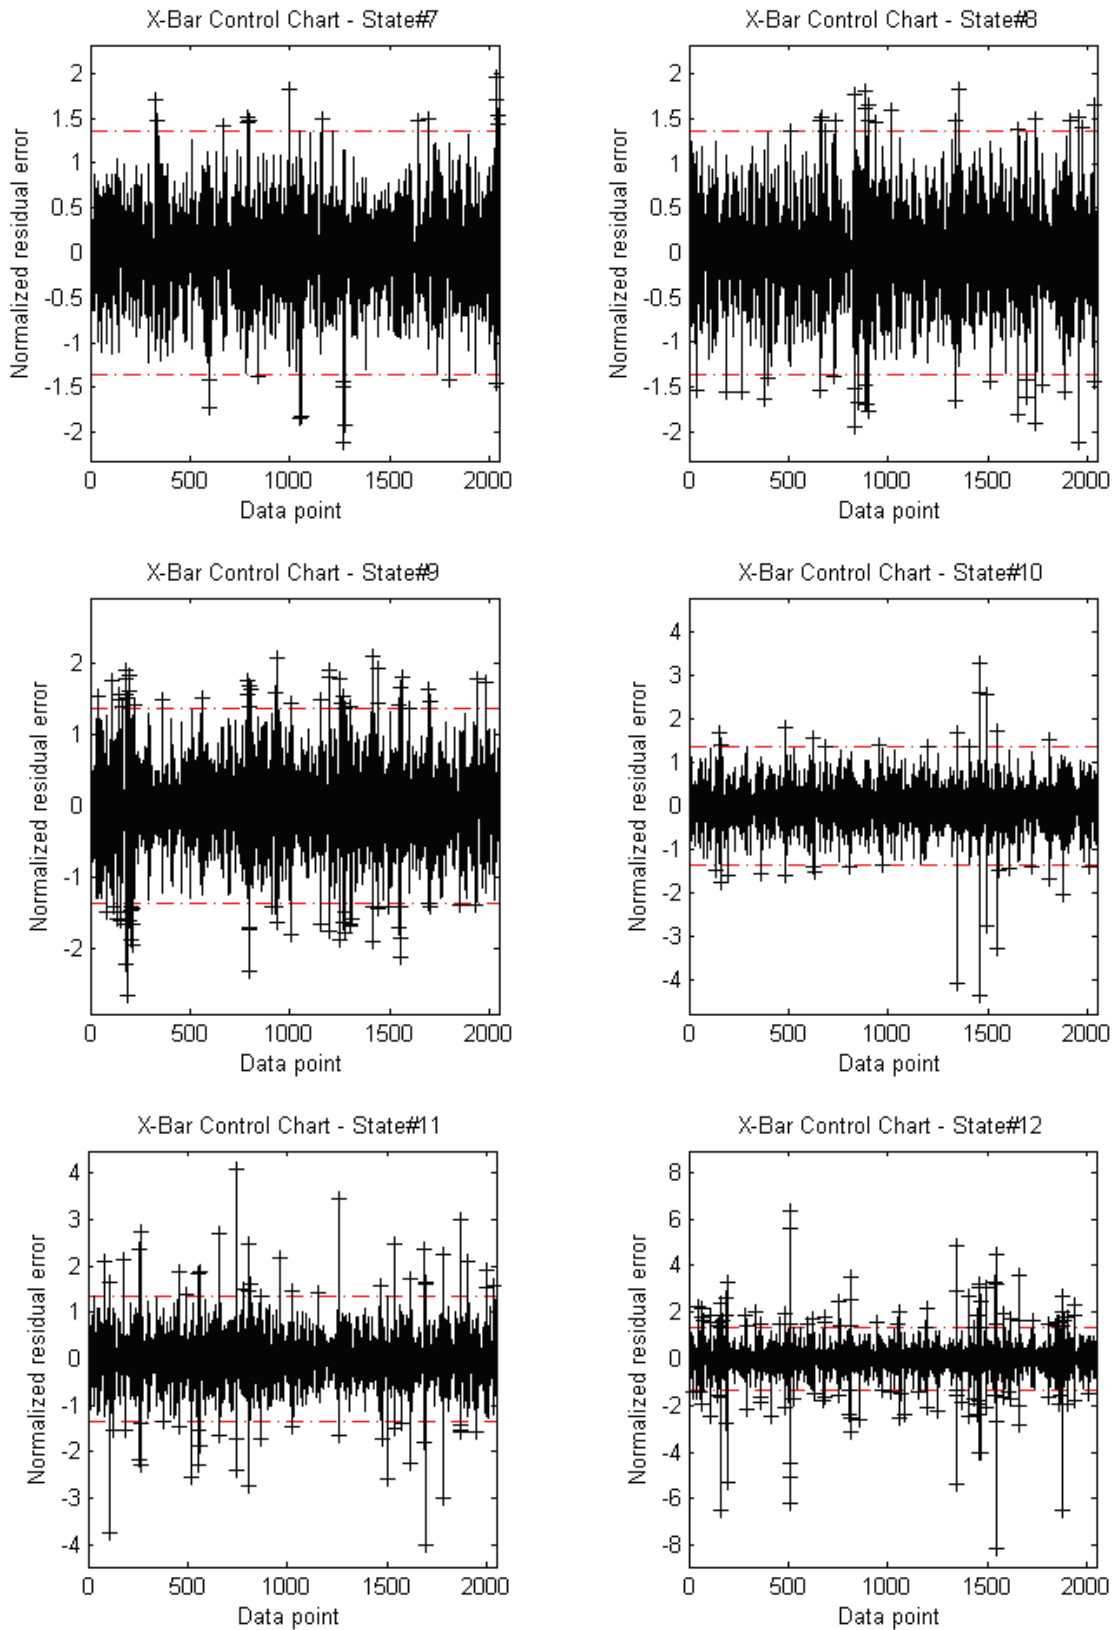 X-Bar Control Chart - State#7
Normalized residual error
2
1.5
1
0.5
0
-0.5
-1
-1.5
-2
0 500 1000 1500 2000
Data point
X-Bar Control Chart - State#8
Normalized residual error
2
1.5
1
0.5
0
-0.5
-1
-1.5
-2
0 500 1000 1500 2000
Data point
X-Bar Control Chart - State#9
Normalized residual error
2
1
0
-1
-2
0 500 1000 1500 2000
Data point
X-Bar Control Chart - State#10
Normalized residual error
4
3
2
1
0
-1
-2
-3
-4
0 500 1000 1500 2000
Data point
X-Bar Control Chart - State#11
Normalized residual error
4
3
2
1
0
-1
-2
-3
-4
0 500 1000 1500 2000
Data point
X-Bar Control Chart - State#12
Normalized residual error
8
6
4
2
0
-2
-4
-6
-8
0 500 1000 1500 2000
Data point